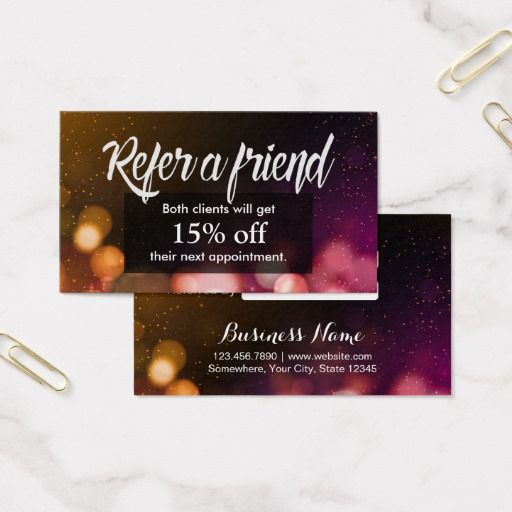 Refer a friend
Both clients will get
15% off
their next appointment.
Business Name
123.456.7890 | www.website.com
Somewhere, Your City, State 12345